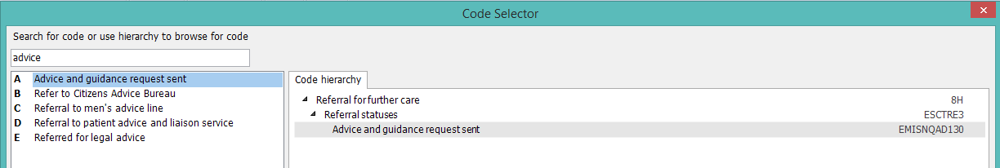 Code Selector
Search for code or use hierarchy to browse for code
advice
A Advice and guidance request sent
B Refer to Citizens Advice Bureau
C Referral to men's advice line
D Referral to patient advice and liaison service
E Referred for legal advice
Code hierarchy
Referral for further care 8H
Referral statuses ESCTRE3
Advice and guidance request sent EMISNQAD130